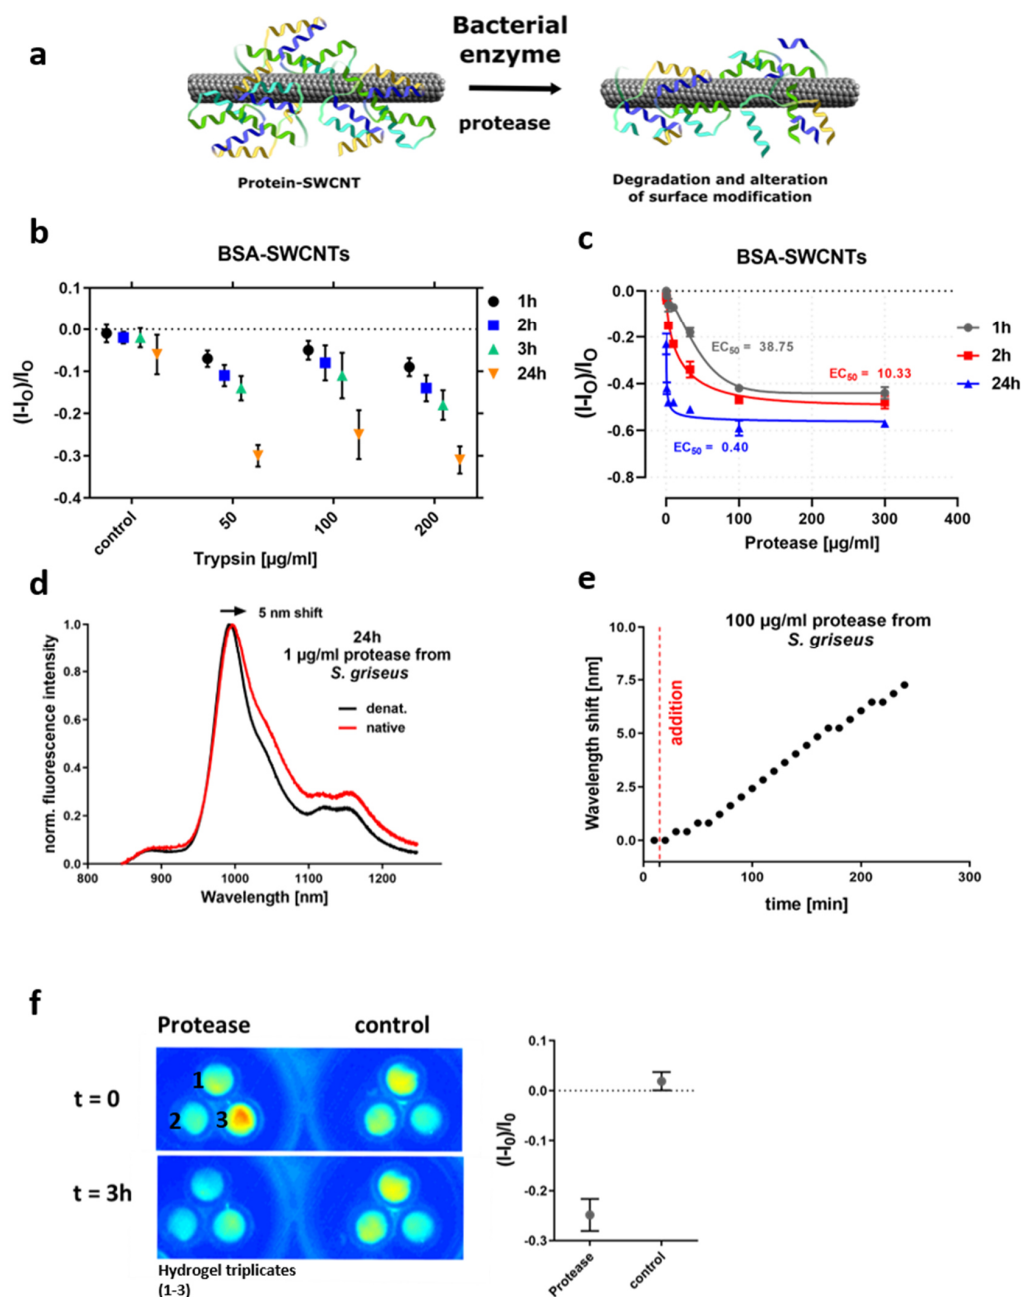 a
Bacterial
enzyme
protease
Protein-SWCNT
Degradation and alteration
of surface modification
b
BSA-SWCNTs
(I-I₀)/I₀
0.1
0.0
-0.1
-0.2
-0.3
-0.4
control
50
100
200
Trypsin [µg/ml]
1h
2h
3h
24h
c
BSA-SWCNTs
(I-I₀)/I₀
0.0
-0.2
-0.4
-0.6
-0.8
EC₅₀ = 38.75
EC₅₀ = 10.33
EC₅₀ = 0.40
0
100
200
300
400
Protease [µg/ml]
1h
2h
24h
d
5 nm shift
24h
1 µg/ml protease from
S. griseus
denat.
native
norm. fluorescence intensity
1.0
0.8
0.6
0.4
0.2
0.0
800
900
1000
1100
1200
Wavelength [nm]
e
100 µg/ml protease from
S. griseus
addition
Wavelength shift [nm]
10.0
7.5
5.0
2.5
0.0
0
100
200
300
time [min]
f
Protease
control
t = 0
1
2
3
t = 3h
Hydrogel triplicates
(1-3)
(I-I₀)/I₀
0.1
0.0
-0.1
-0.2
-0.3
Protease
control